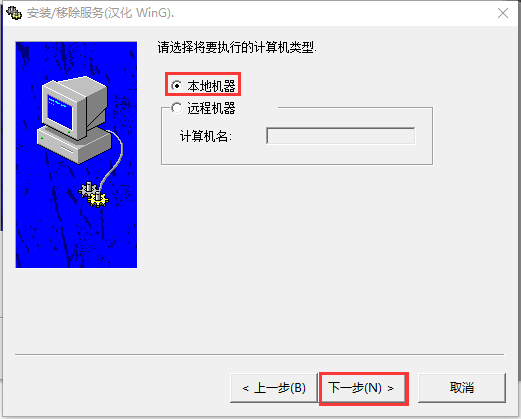 安装/移除服务(汉化 WinG).
请选择将要执行的计算机类型.
本地机器
远程机器
计算机名:
< 上一步(B)
下一步(N) >
取消